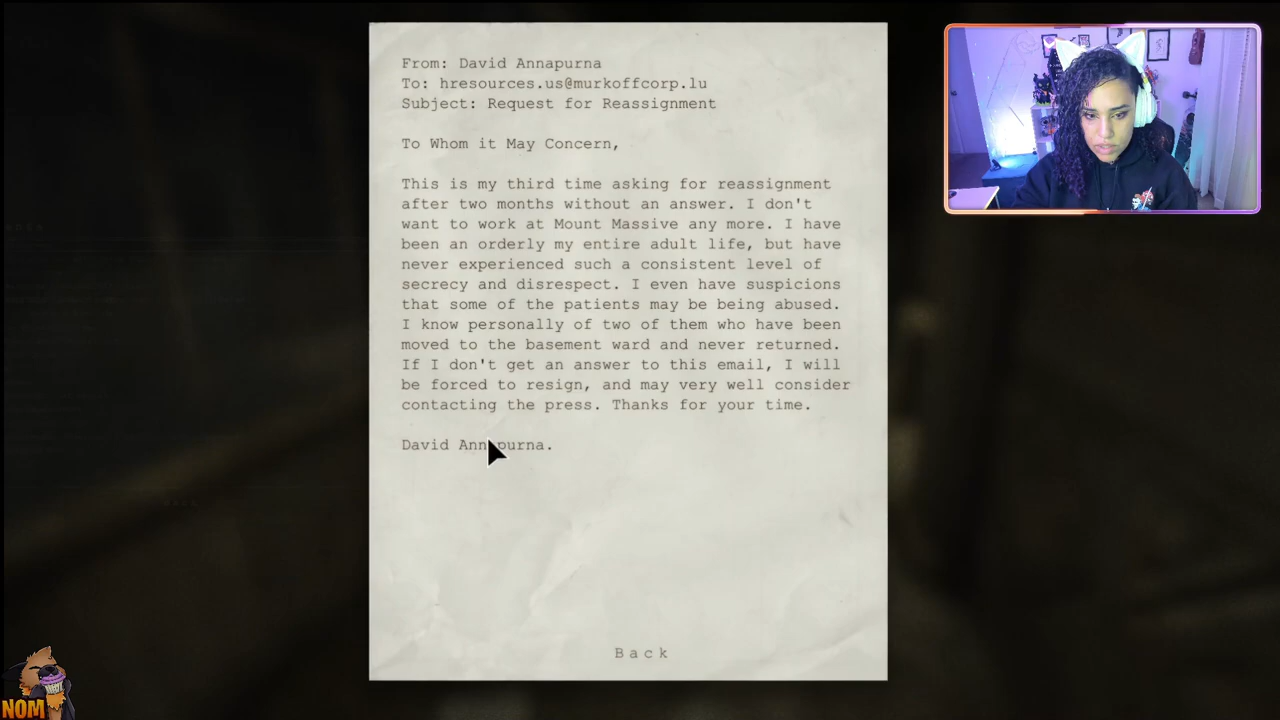 From: David Annapurna
To: hresources.us@murkoffcorp.lu
Subject: Request for Reassignment
To Whom it May Concern,
This is my third time asking for reassignment
after two months without an answer. I don't
want to work at Mount Massive any more. I have
been an orderly my entire adult life, but have
never experienced such a consistent level of
secrecy and disrespect. I even have suspicions
that some of the patients may be being abused.
I know personally of two of them who have been
moved to the basement ward and never returned.
If I don't get an answer to this email, I will
be forced to resign, and may very well consider
contacting the press. Thanks for your time.
David Annapurna.
Back
NOM